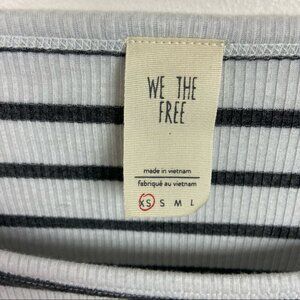 WE THE
FREE
made in vietnam
fabriqué au vietnam
XS S M L